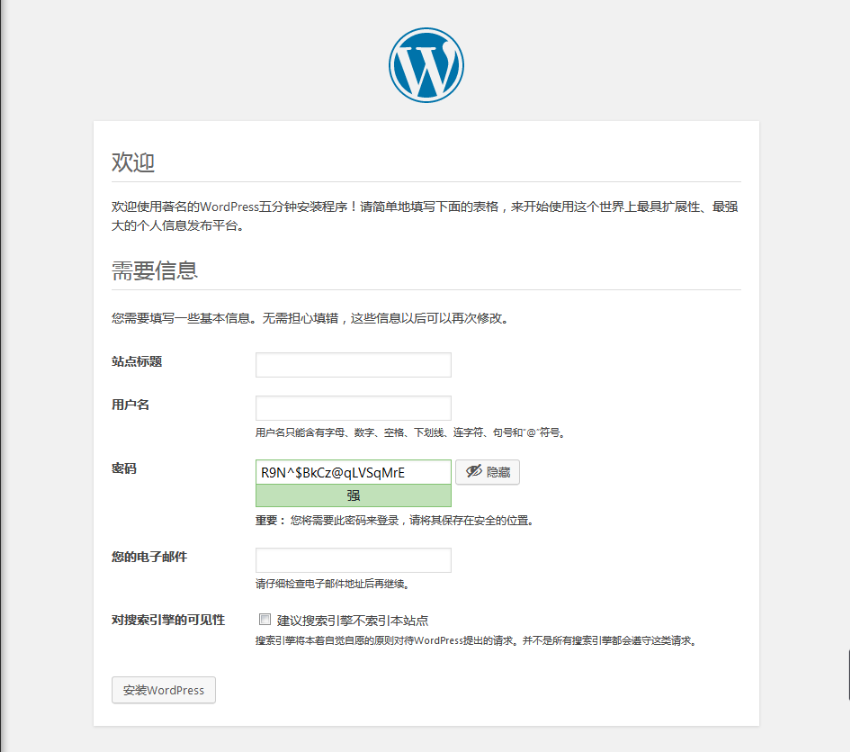 欢迎
欢迎使用著名的WordPress五分钟安装程序！请简单地填写下面的表格，来开始使用这个世界上最具扩展性、最强
大的个人信息发布平台。
需要信息
您需要填写一些基本信息。无需担心填错，这些信息以后可以再次修改。
站点标题
用户名
用户名只能含有字母、数字、空格、下划线、连字符、句号和“@”符号。
密码
R9N^$BkCz@qLVSqMrE
隐藏
强
重要： 您将需要此密码来登录，请将其保存在安全的位置。
您的电子邮件
请仔细检查电子邮件地址后再继续。
对搜索引擎的可见性
建议搜索引擎不索引本站点
搜索引擎将本着自觉自愿的原则对待WordPress提出的请求。并不是所有搜索引擎都会遵守这类请求。
安装WordPress